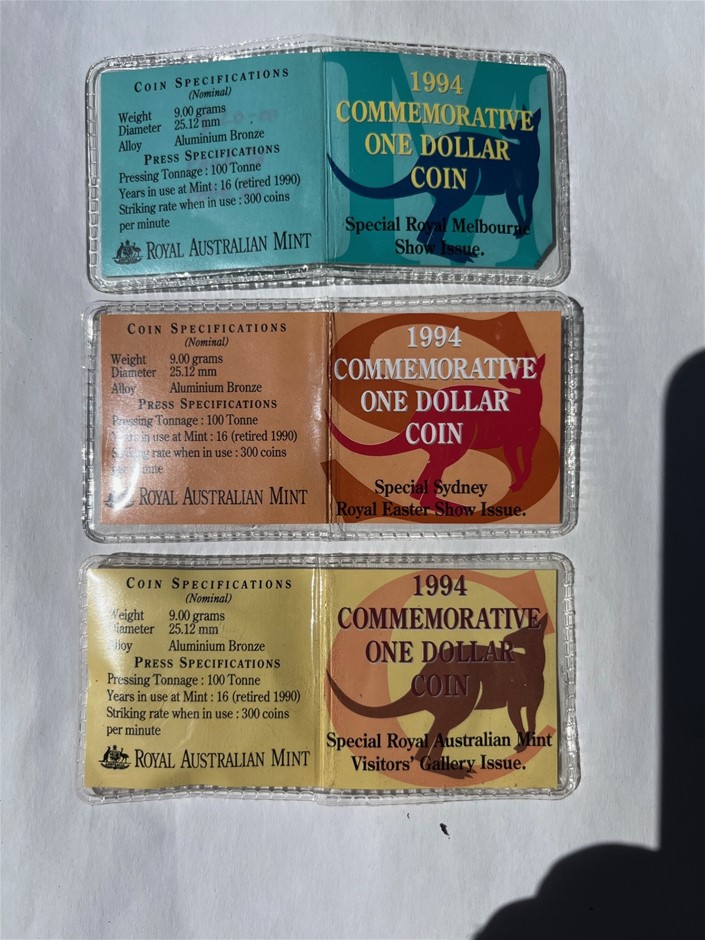 COIN SPECIFICATIONS
(Nominal)
Weight 9.00 grams
Diameter 25.12 mm
Alloy Aluminium Bronze
PRESS SPECIFICATIONS
Pressing Tonnage : 100 Tonne
Years in use at Mint : 16 (retired 1990)
Striking rate when in use : 300 coins
per minute
ROYAL AUSTRALIAN MINT
1994
COMMEMORATIVE
ONE DOLLAR
COIN
Special Royal Melbourne
Show Issue.
COIN SPECIFICATIONS
(Nominal)
Weight 9.00 grams
Diameter 25.12 mm
Alloy Aluminium Bronze
PRESS SPECIFICATIONS
Pressing Tonnage : 100 Tonne
Years in use at Mint : 16 (retired 1990)
Striking rate when in use : 300 coins
per minute
ROYAL AUSTRALIAN MINT
1994
COMMEMORATIVE
ONE DOLLAR
COIN
Special Sydney
Royal Easter Show Issue.
COIN SPECIFICATIONS
(Nominal)
Weight 9.00 grams
Diameter 25.12 mm
Alloy Aluminium Bronze
PRESS SPECIFICATIONS
Pressing Tonnage : 100 Tonne
Years in use at Mint : 16 (retired 1990)
Striking rate when in use : 300 coins
per minute
ROYAL AUSTRALIAN MINT
1994
COMMEMORATIVE
ONE DOLLAR
COIN
Special Royal Australian Mint
Visitors' Gallery Issue.